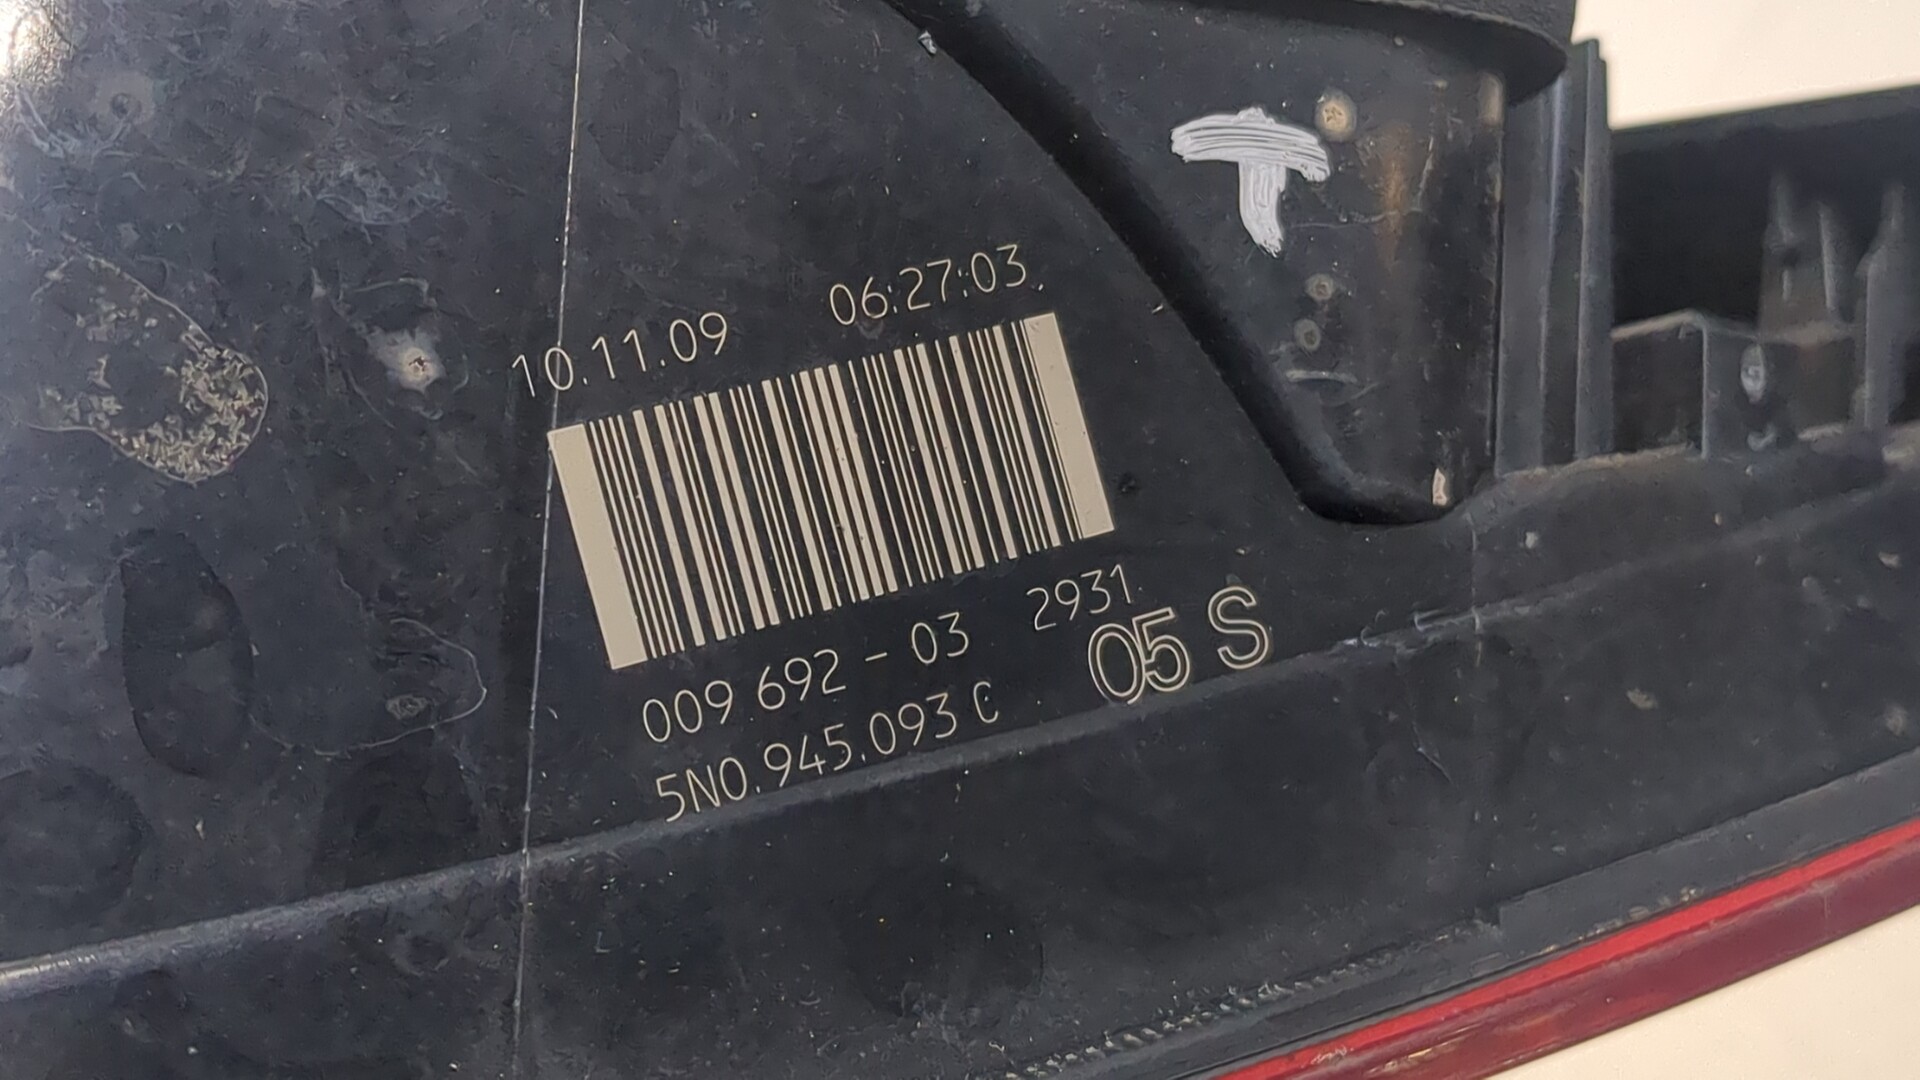 T
10.11.09 06:27:03
009 692 - 03 2931
05 S
5N0.945.093 C